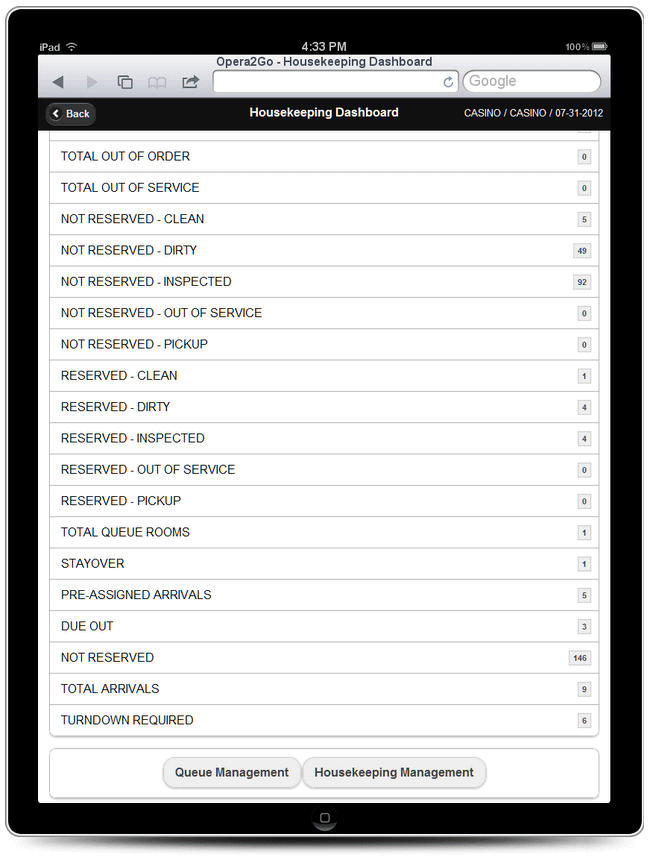 iPad 4:33 PM 100%
Opera2Go - Housekeeping Dashboard
Google
Back Housekeeping Dashboard CASINO / CASINO / 07-31-2012
TOTAL OUT OF ORDER 0
TOTAL OUT OF SERVICE 0
NOT RESERVED - CLEAN 5
NOT RESERVED - DIRTY 49
NOT RESERVED - INSPECTED 92
NOT RESERVED - OUT OF SERVICE 0
NOT RESERVED - PICKUP 0
RESERVED - CLEAN 1
RESERVED - DIRTY 4
RESERVED - INSPECTED 4
RESERVED - OUT OF SERVICE 0
RESERVED - PICKUP 0
TOTAL QUEUE ROOMS 1
STAYOVER 1
PRE-ASSIGNED ARRIVALS 5
DUE OUT 3
NOT RESERVED 146
TOTAL ARRIVALS 9
TURNDOWN REQUIRED 6
Queue Management Housekeeping Management